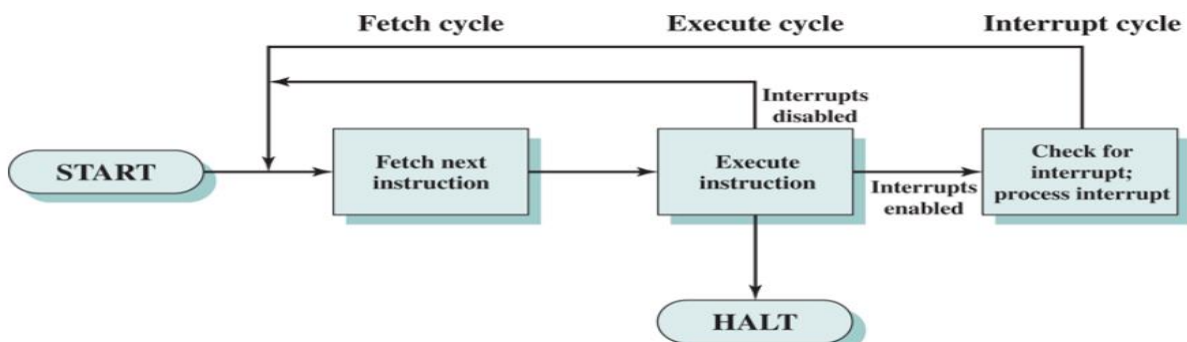 Fetch cycle
Execute cycle
Interrupt cycle
Interrupts
disabled
START
Fetch next
instruction
Execute
instruction
Interrupts
enabled
Check for
interrupt;
process interrupt
HALT